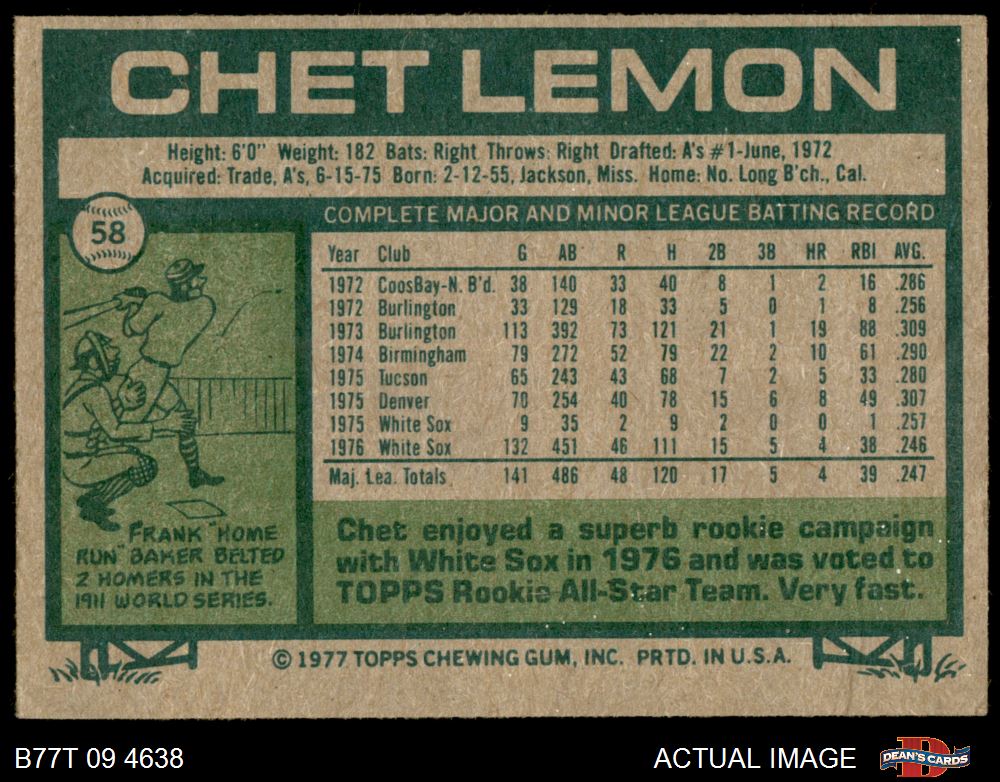 CHET LEMON
Height: 6'0" Weight: 182 Bats: Right Throws: Right Drafted: A's #1-June, 1972
Acquired: Trade, A's, 6-15-75 Born: 2-12-55, Jackson, Miss. Home: No. Long B'ch., Cal.
58
COMPLETE MAJOR AND MINOR LEAGUE BATTING RECORD
Year Club G AB R H 2B 3B HR RBI AVG.
1972 CoosBay-N. B'd. 38 140 33 40 8 1 2 16 .286
1972 Burlington 33 129 18 33 5 0 1 8 .256
1973 Burlington 113 392 73 121 21 1 19 88 .309
1974 Birmingham 79 272 52 79 22 2 10 61 .290
1975 Tucson 65 243 43 68 7 2 5 33 .280
1975 Denver 70 254 40 78 15 6 8 49 .307
1975 White Sox 9 35 2 9 2 0 0 1 .257
1976 White Sox 132 451 46 111 15 5 4 38 .246
Maj. Lea. Totals 141 486 48 120 17 5 4 39 .247
FRANK "HOME
RUN" BAKER BELTED
2 HOMERS IN THE
1911 WORLD SERIES.
Chet enjoyed a superb rookie campaign
with White Sox in 1976 and was voted to
TOPPS Rookie All-Star Team. Very fast.
© 1977 TOPPS CHEWING GUM, INC. PRTD. IN U.S.A.
B77T 09 4638
ACTUAL IMAGE
DEAN'S CARDS